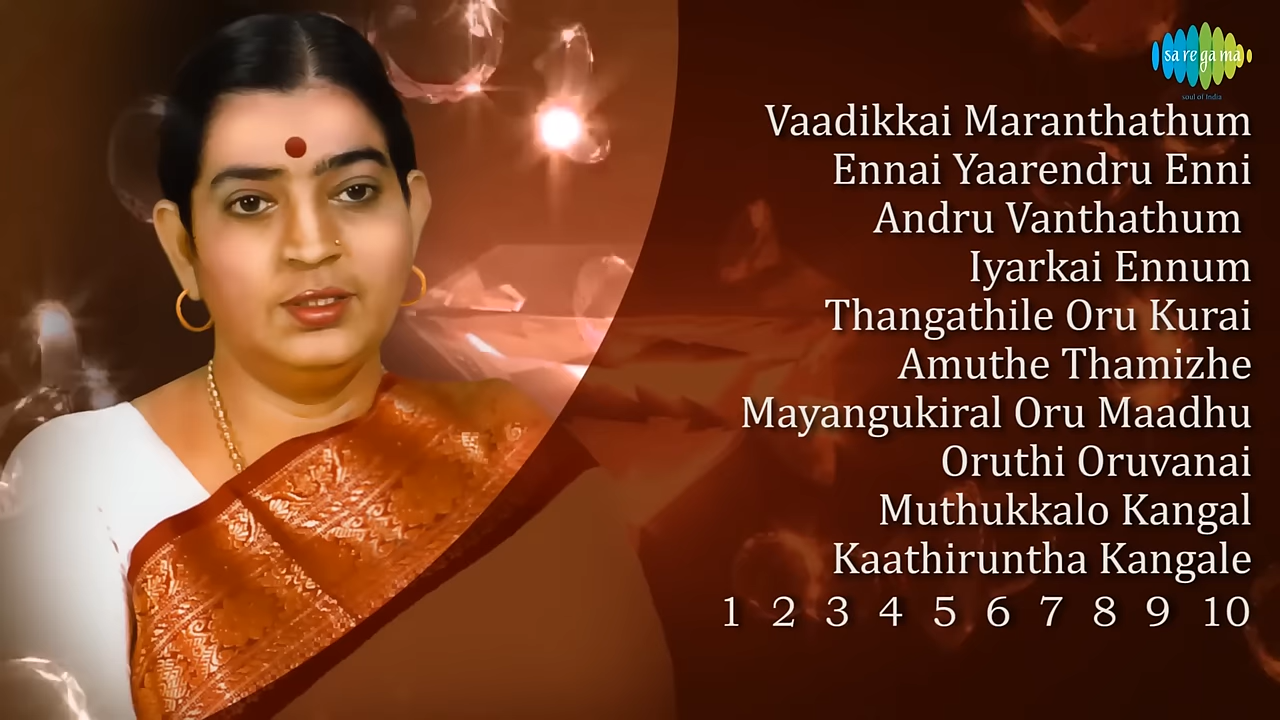 sa re ga ma
soul of India
Vaadikkai Maranthathum
Ennai Yaarendru Enni
Andru Vanthathum
Iyarkai Ennum
Thangathile Oru Kurai
Amuthe Thamizhe
Mayangukiral Oru Maadhu
Oruthi Oruvanai
Muthukkalo Kangal
Kaathiruntha Kangale
1 2 3 4 5 6 7 8 9 10